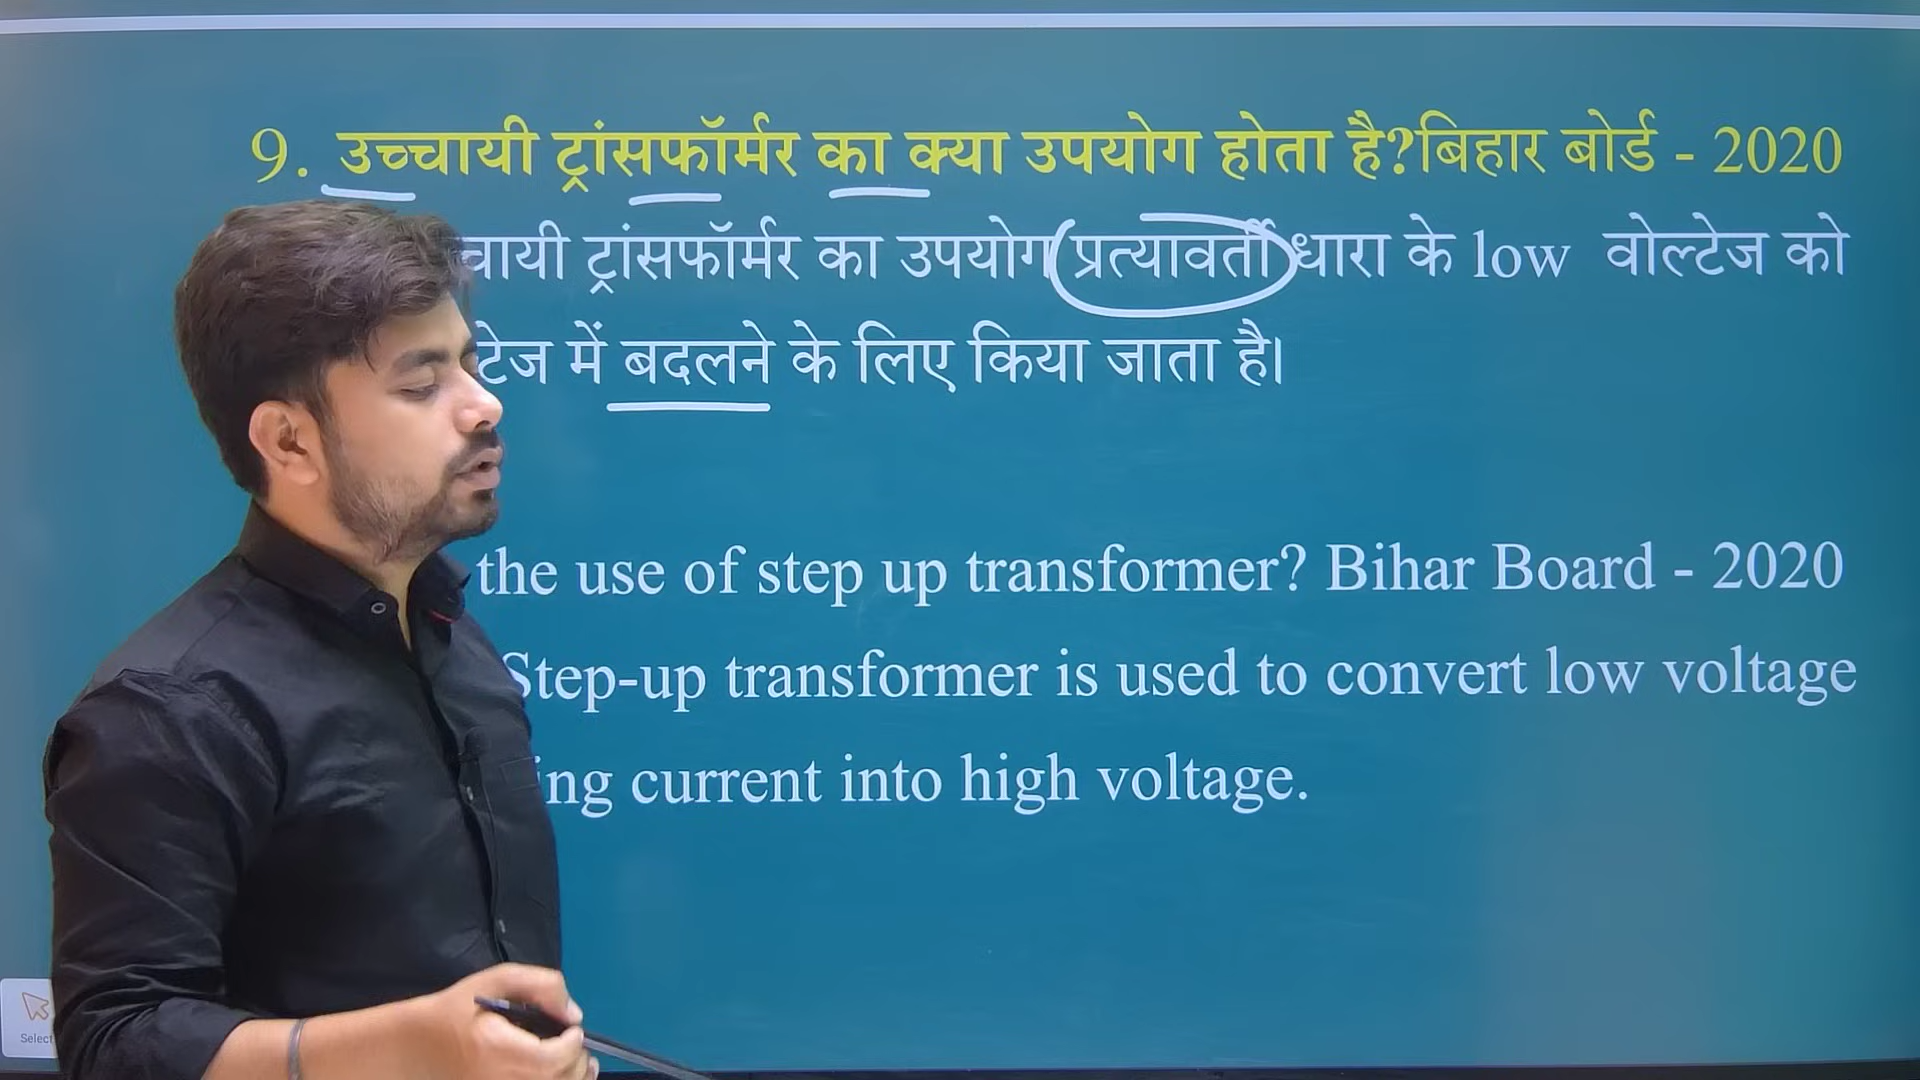 9. उच्चायी ट्रांसफॉर्मर का क्या उपयोग होता है?बिहार बोर्ड - 2020
ट्रांसफॉर्मर का उपयोग प्रत्यावर्ती धारा के low वोल्टेज को
में बदलने के लिए किया जाता है।
the use of step up transformer? Bihar Board - 2020
Step-up transformer is used to convert low voltage
current into high voltage.
Select